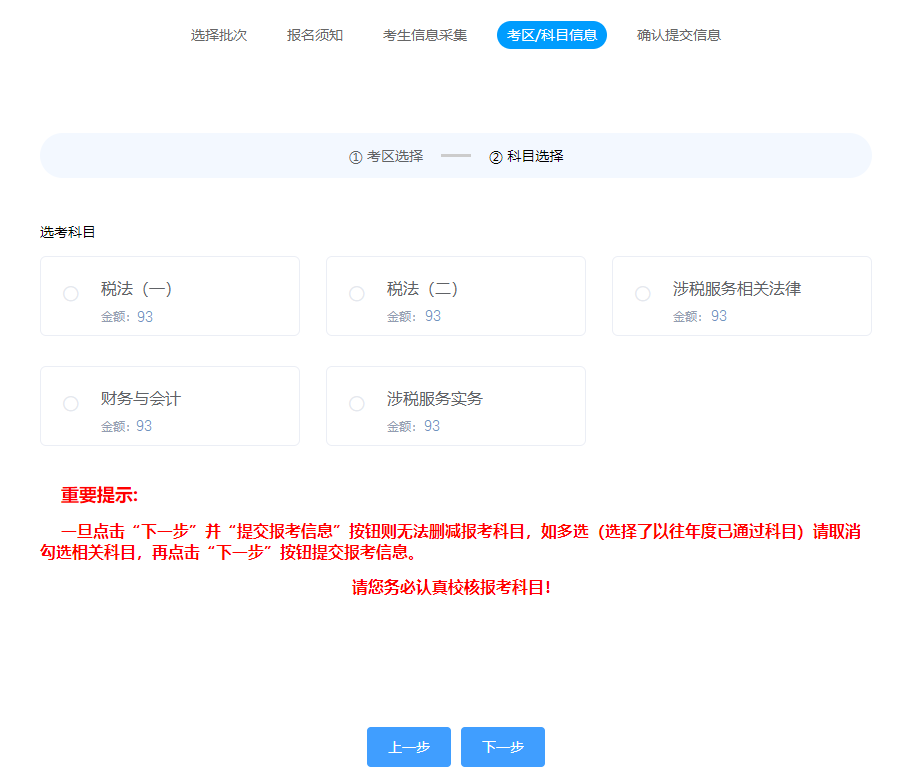 选择批次 报名须知 考生信息采集 考区/科目信息 确认提交信息
① 考区选择 ② 科目选择
选考科目
税法（一） 税法（二） 涉税服务相关法律
金额：93 金额：93 金额：93
财务与会计 涉税服务实务
金额：93 金额：93
重要提示:
一旦点击“下一步”并“提交报考信息”按钮则无法删减报考科目，如多选（选择了以往年度已通过科目）请取消
勾选相关科目，再点击“下一步”按钮提交报考信息。
请您务必认真校核报考科目!
上一步 下一步